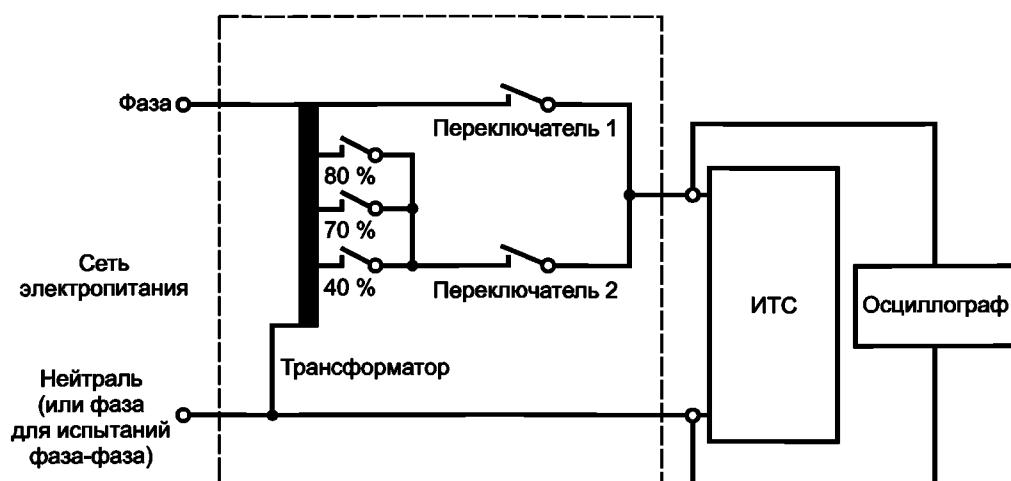 Фаза
Переключатель 1
80 %
70 %
40 %
Переключатель 2
Сеть
электропитания
ИТС
Осциллограф
Трансформатор
Нейтраль
(или фаза
для испытаний
фаза-фаза)